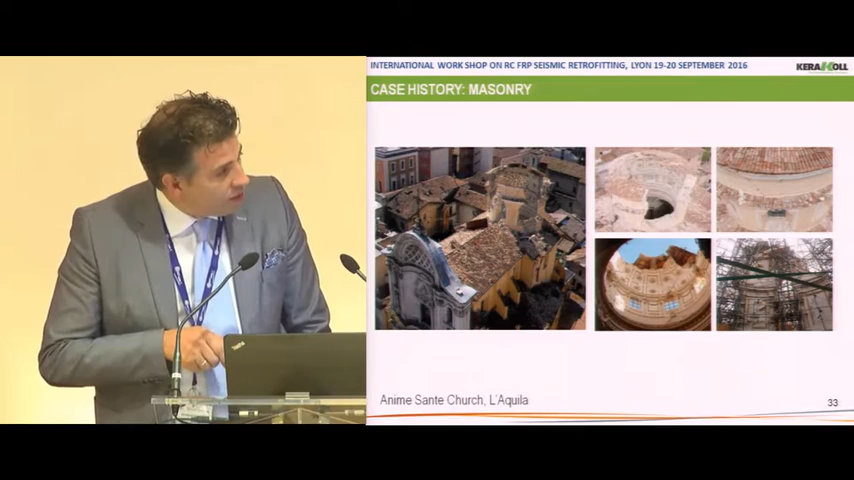 INTERNATIONAL WORK SHOP ON RC FRP SEISMIC RETROFITTING, LYON 19-20 SEPTEMBER 2016
KERAKOLL
CASE HISTORY: MASONRY
ThinkPad
Anime Sante Church, L'Aquila
33